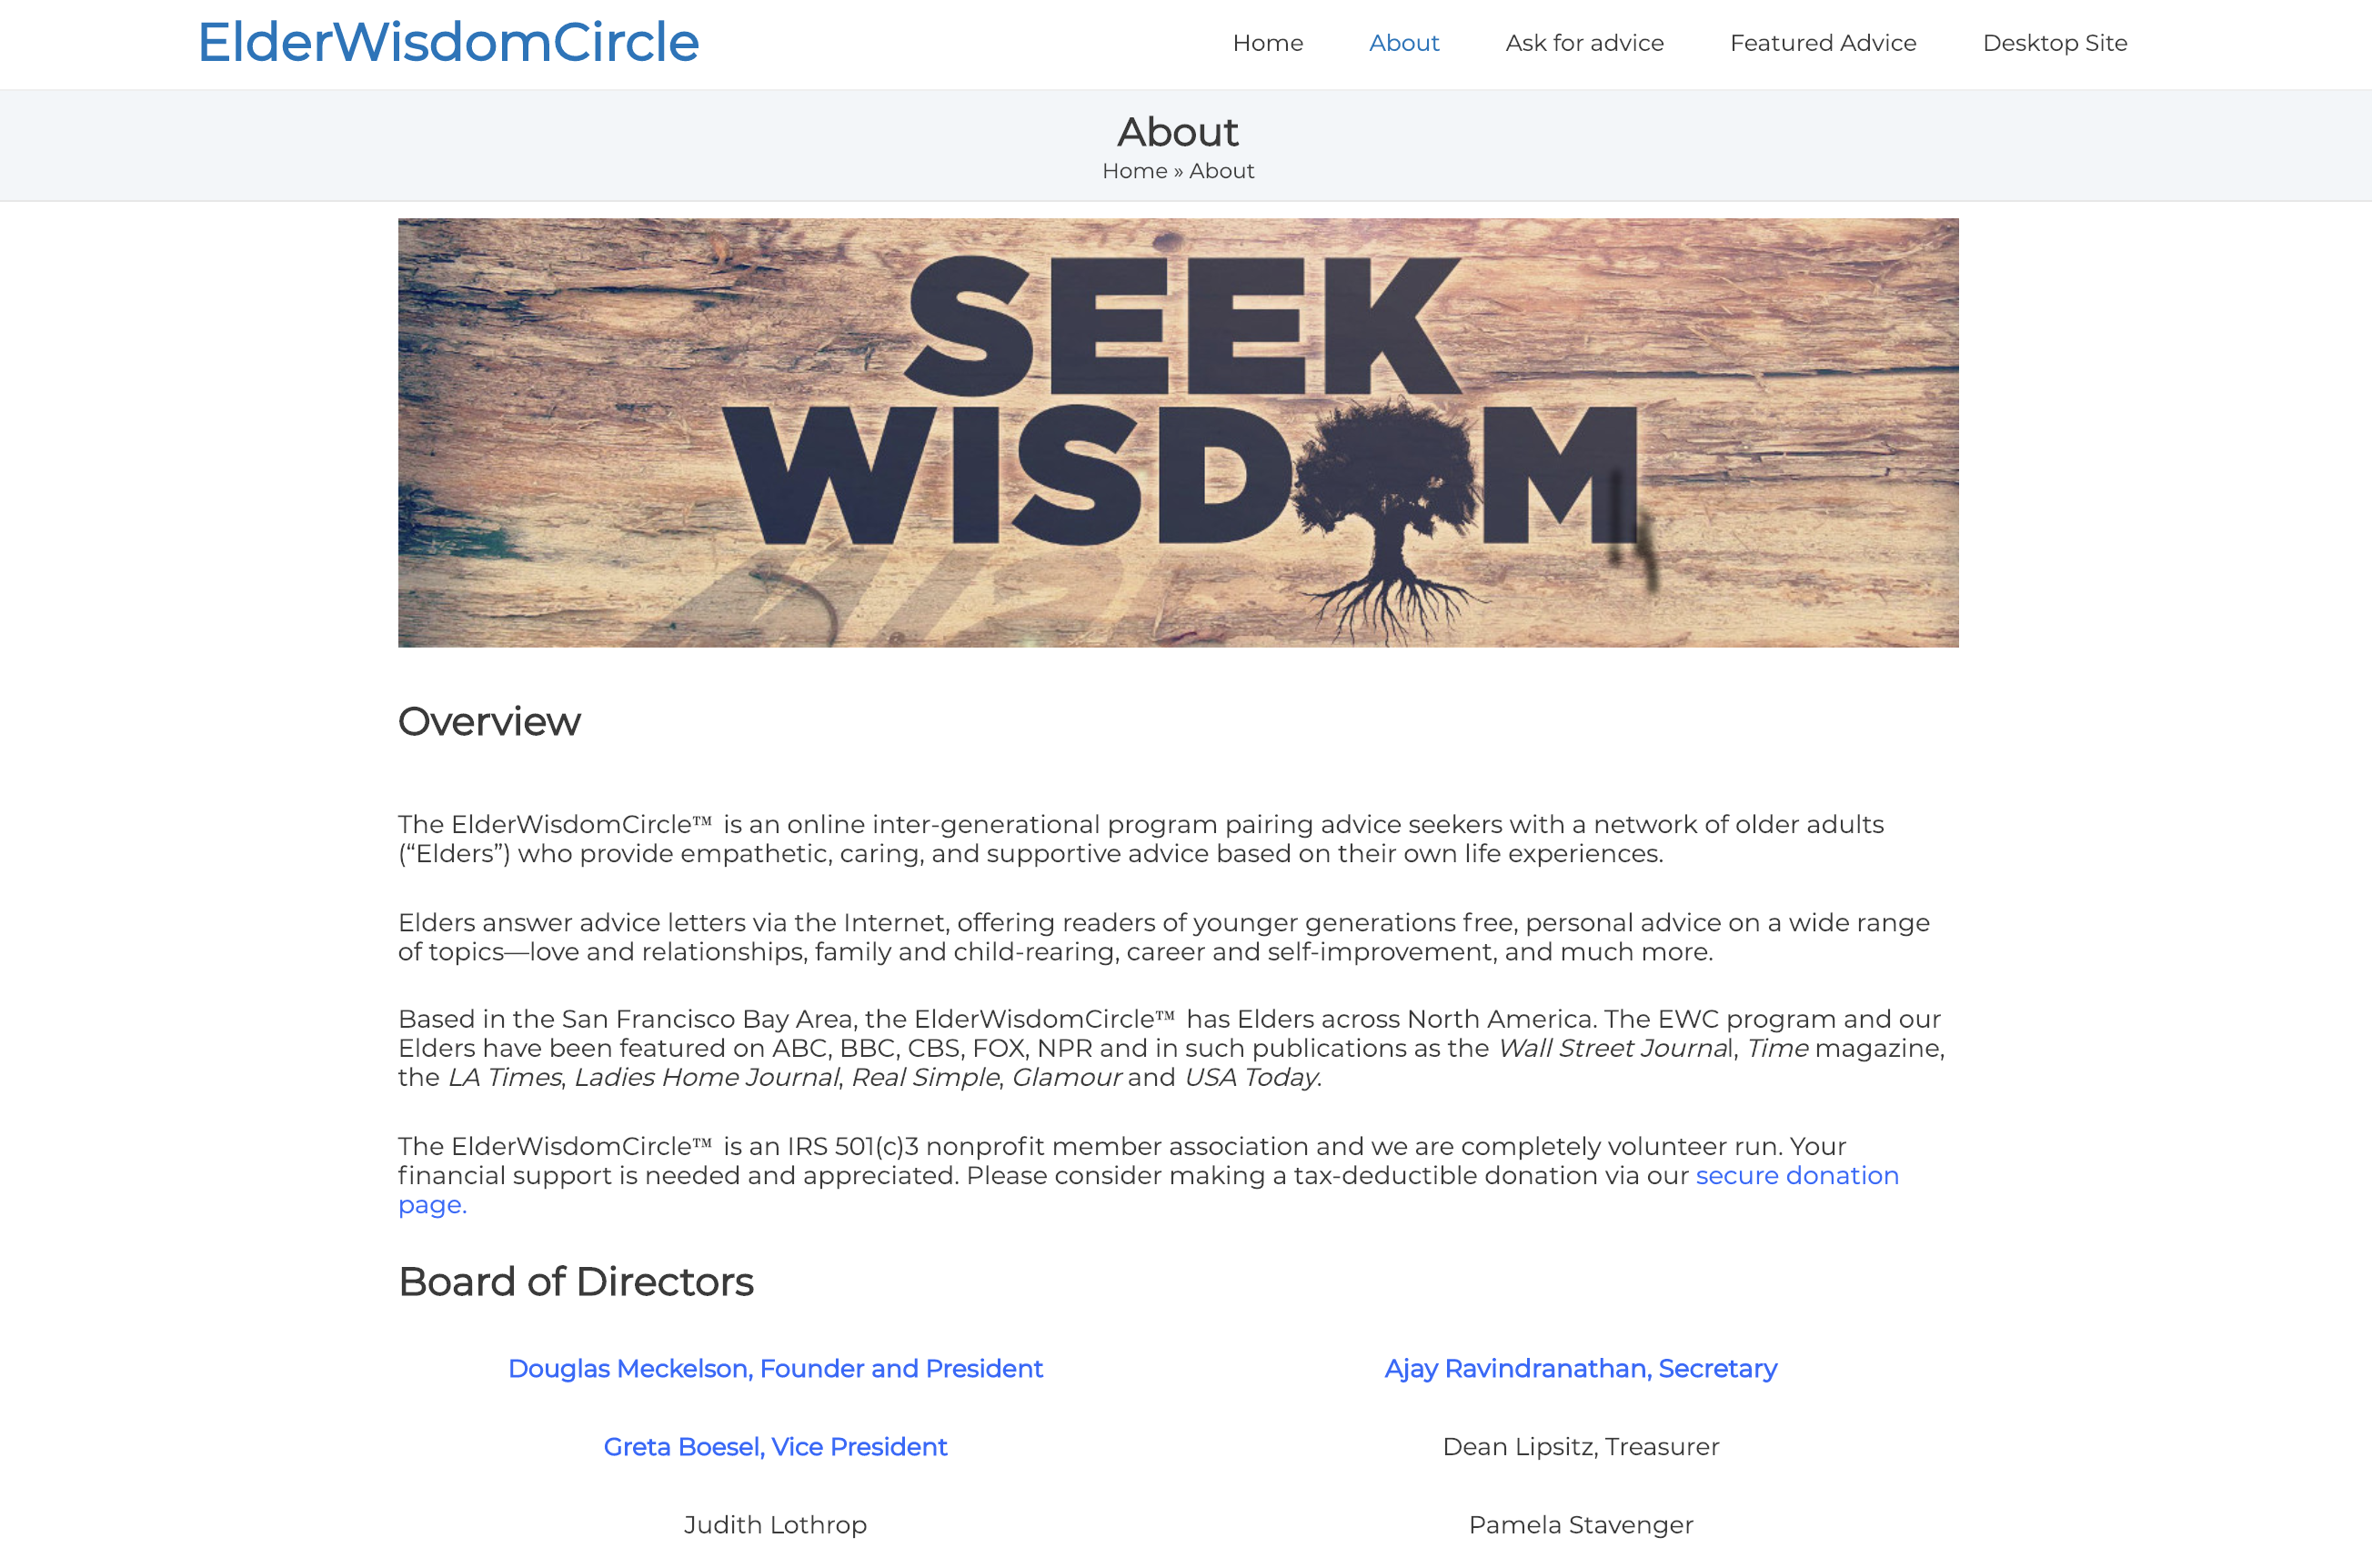 ElderWisdomCircle
Home About Ask for advice Featured Advice Desktop Site
About
Home » About
SEEK
WISDOM
Overview
The ElderWisdomCircle™ is an online inter-generational program pairing advice seekers with a network of older adults
(“Elders”) who provide empathetic, caring, and supportive advice based on their own life experiences.
Elders answer advice letters via the Internet, offering readers of younger generations free, personal advice on a wide range
of topics—love and relationships, family and child-rearing, career and self-improvement, and much more.
Based in the San Francisco Bay Area, the ElderWisdomCircle™ has Elders across North America. The EWC program and our
Elders have been featured on ABC, BBC, CBS, FOX, NPR and in such publications as the Wall Street Journal, Time magazine,
the LA Times, Ladies Home Journal, Real Simple, Glamour and USA Today.
The ElderWisdomCircle™ is an IRS 501(c)3 nonprofit member association and we are completely volunteer run. Your
financial support is needed and appreciated. Please consider making a tax-deductible donation via our secure donation
page.
Board of Directors
Douglas Meckelson, Founder and President
Ajay Ravindranathan, Secretary
Greta Boesel, Vice President
Dean Lipsitz, Treasurer
Judith Lothrop
Pamela Stavenger